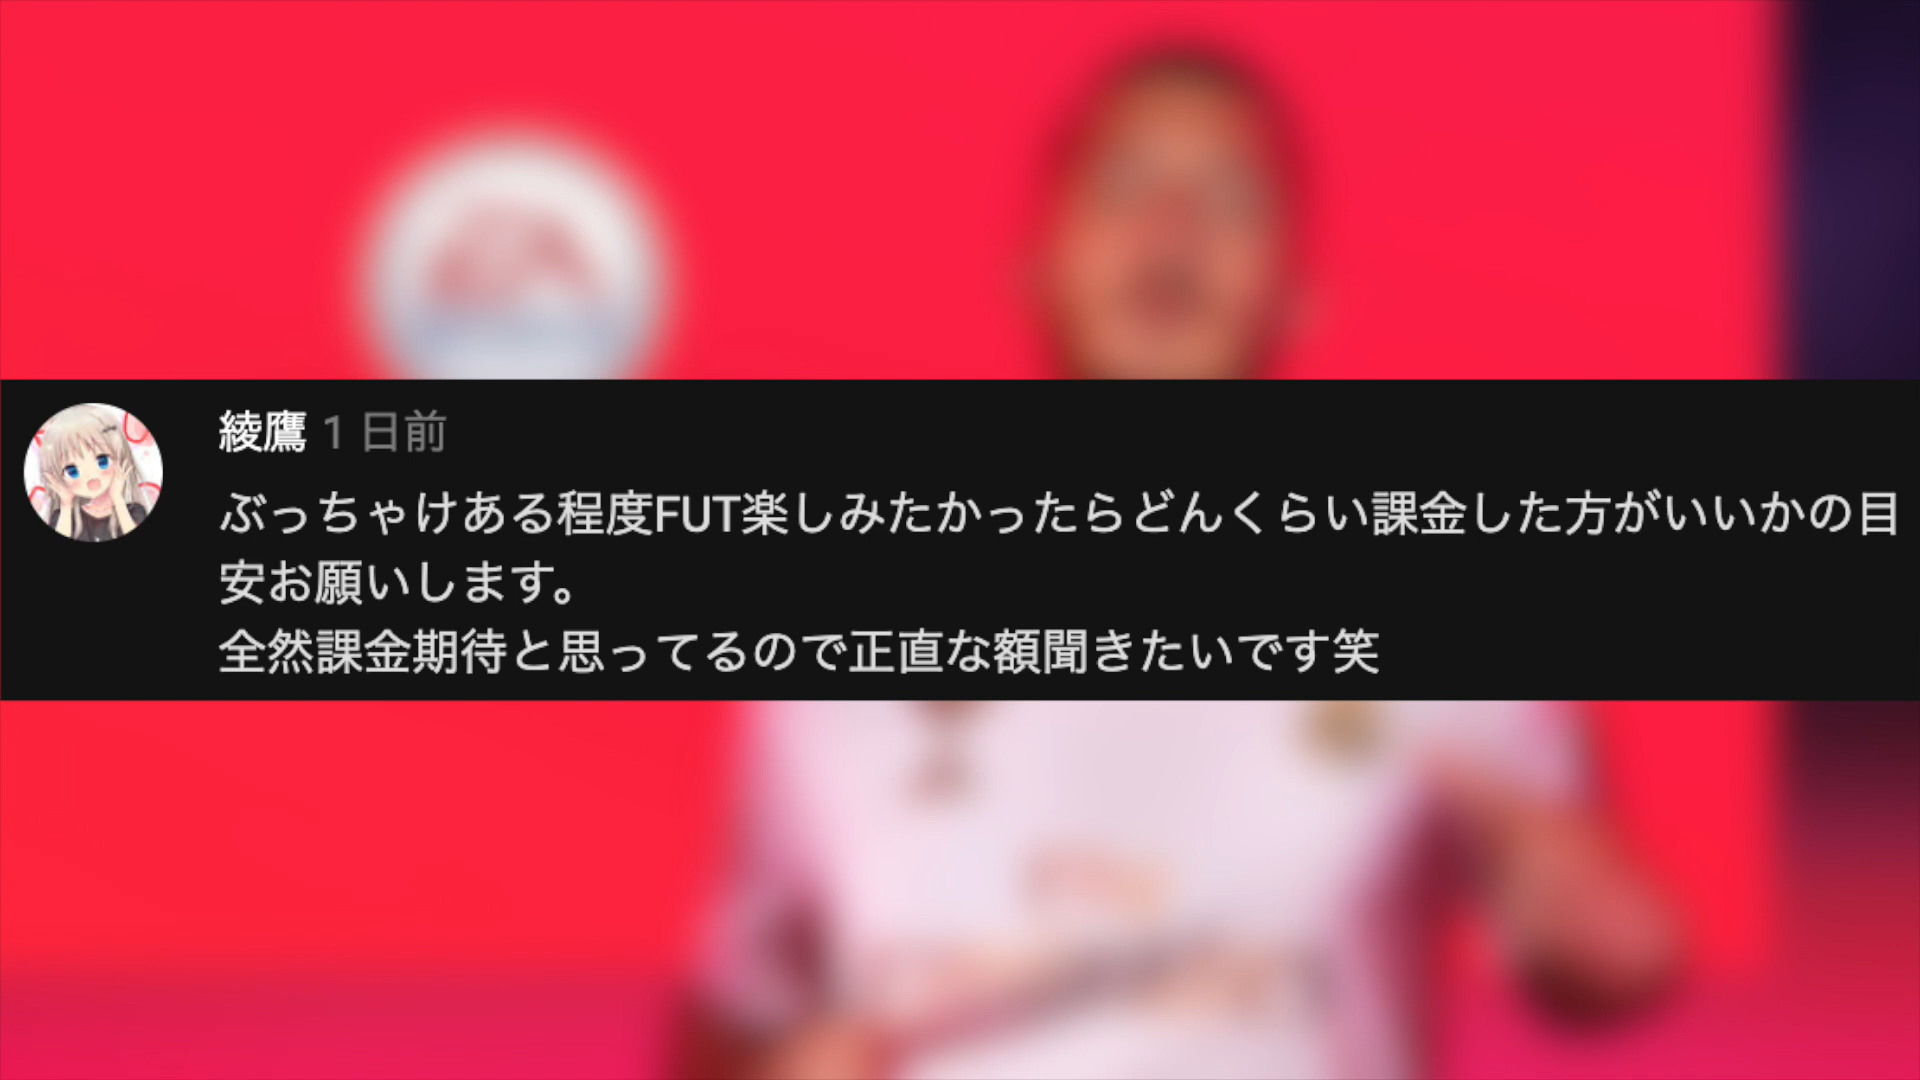 綾鷹 1 日前
ぶっちゃけある程度FUT楽しみたかったらどんくらい課金した方がいいかの目
安お願いします。
全然課金期待と思ってるので正直な額聞きたいです笑